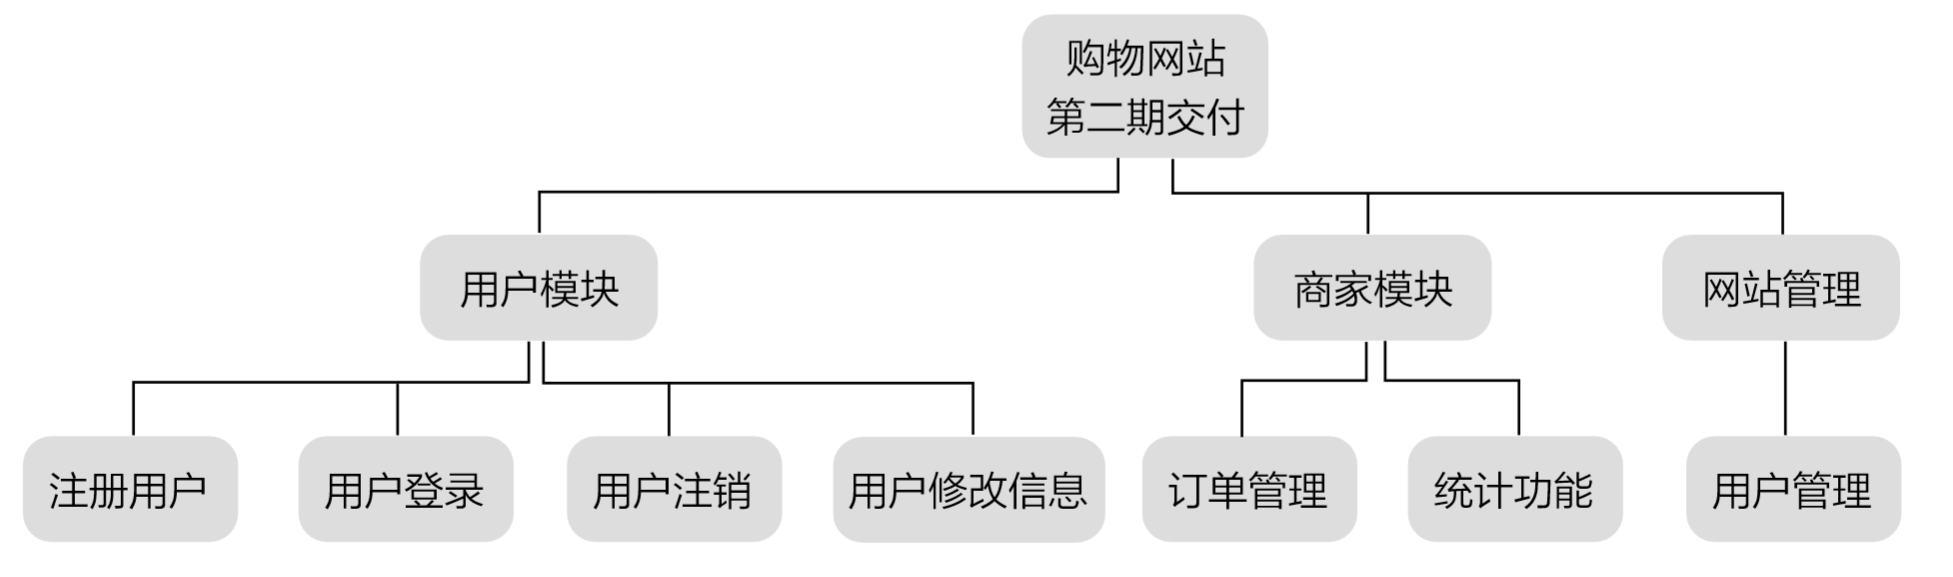 购物网站
第二期交付
用户模块
商家模块
网站管理
注册用户
用户登录
用户注销
用户修改信息
订单管理
统计功能
用户管理